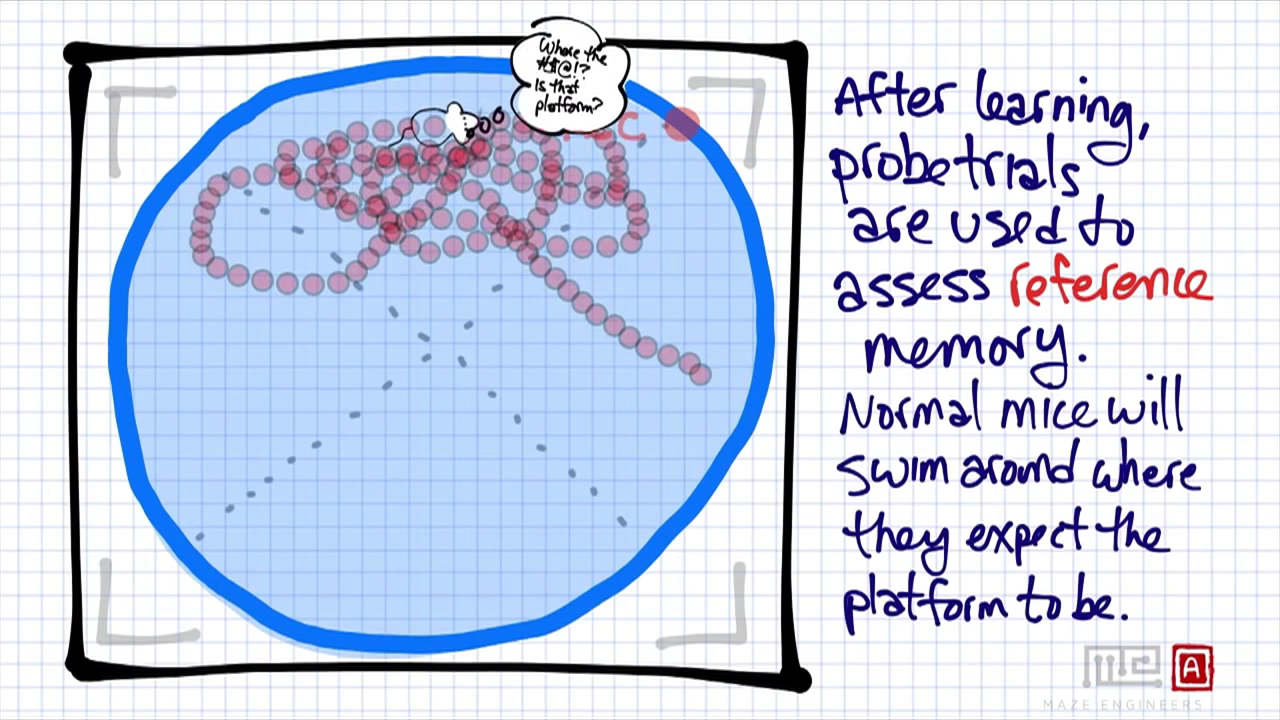 Where the
#$@!?
Is that
platform?
REC
After learning,
probe trials
are used to
assess reference
memory.
Normal mice will
swim around where
they expect the
platform to be.
A
MAZE ENGINEERS